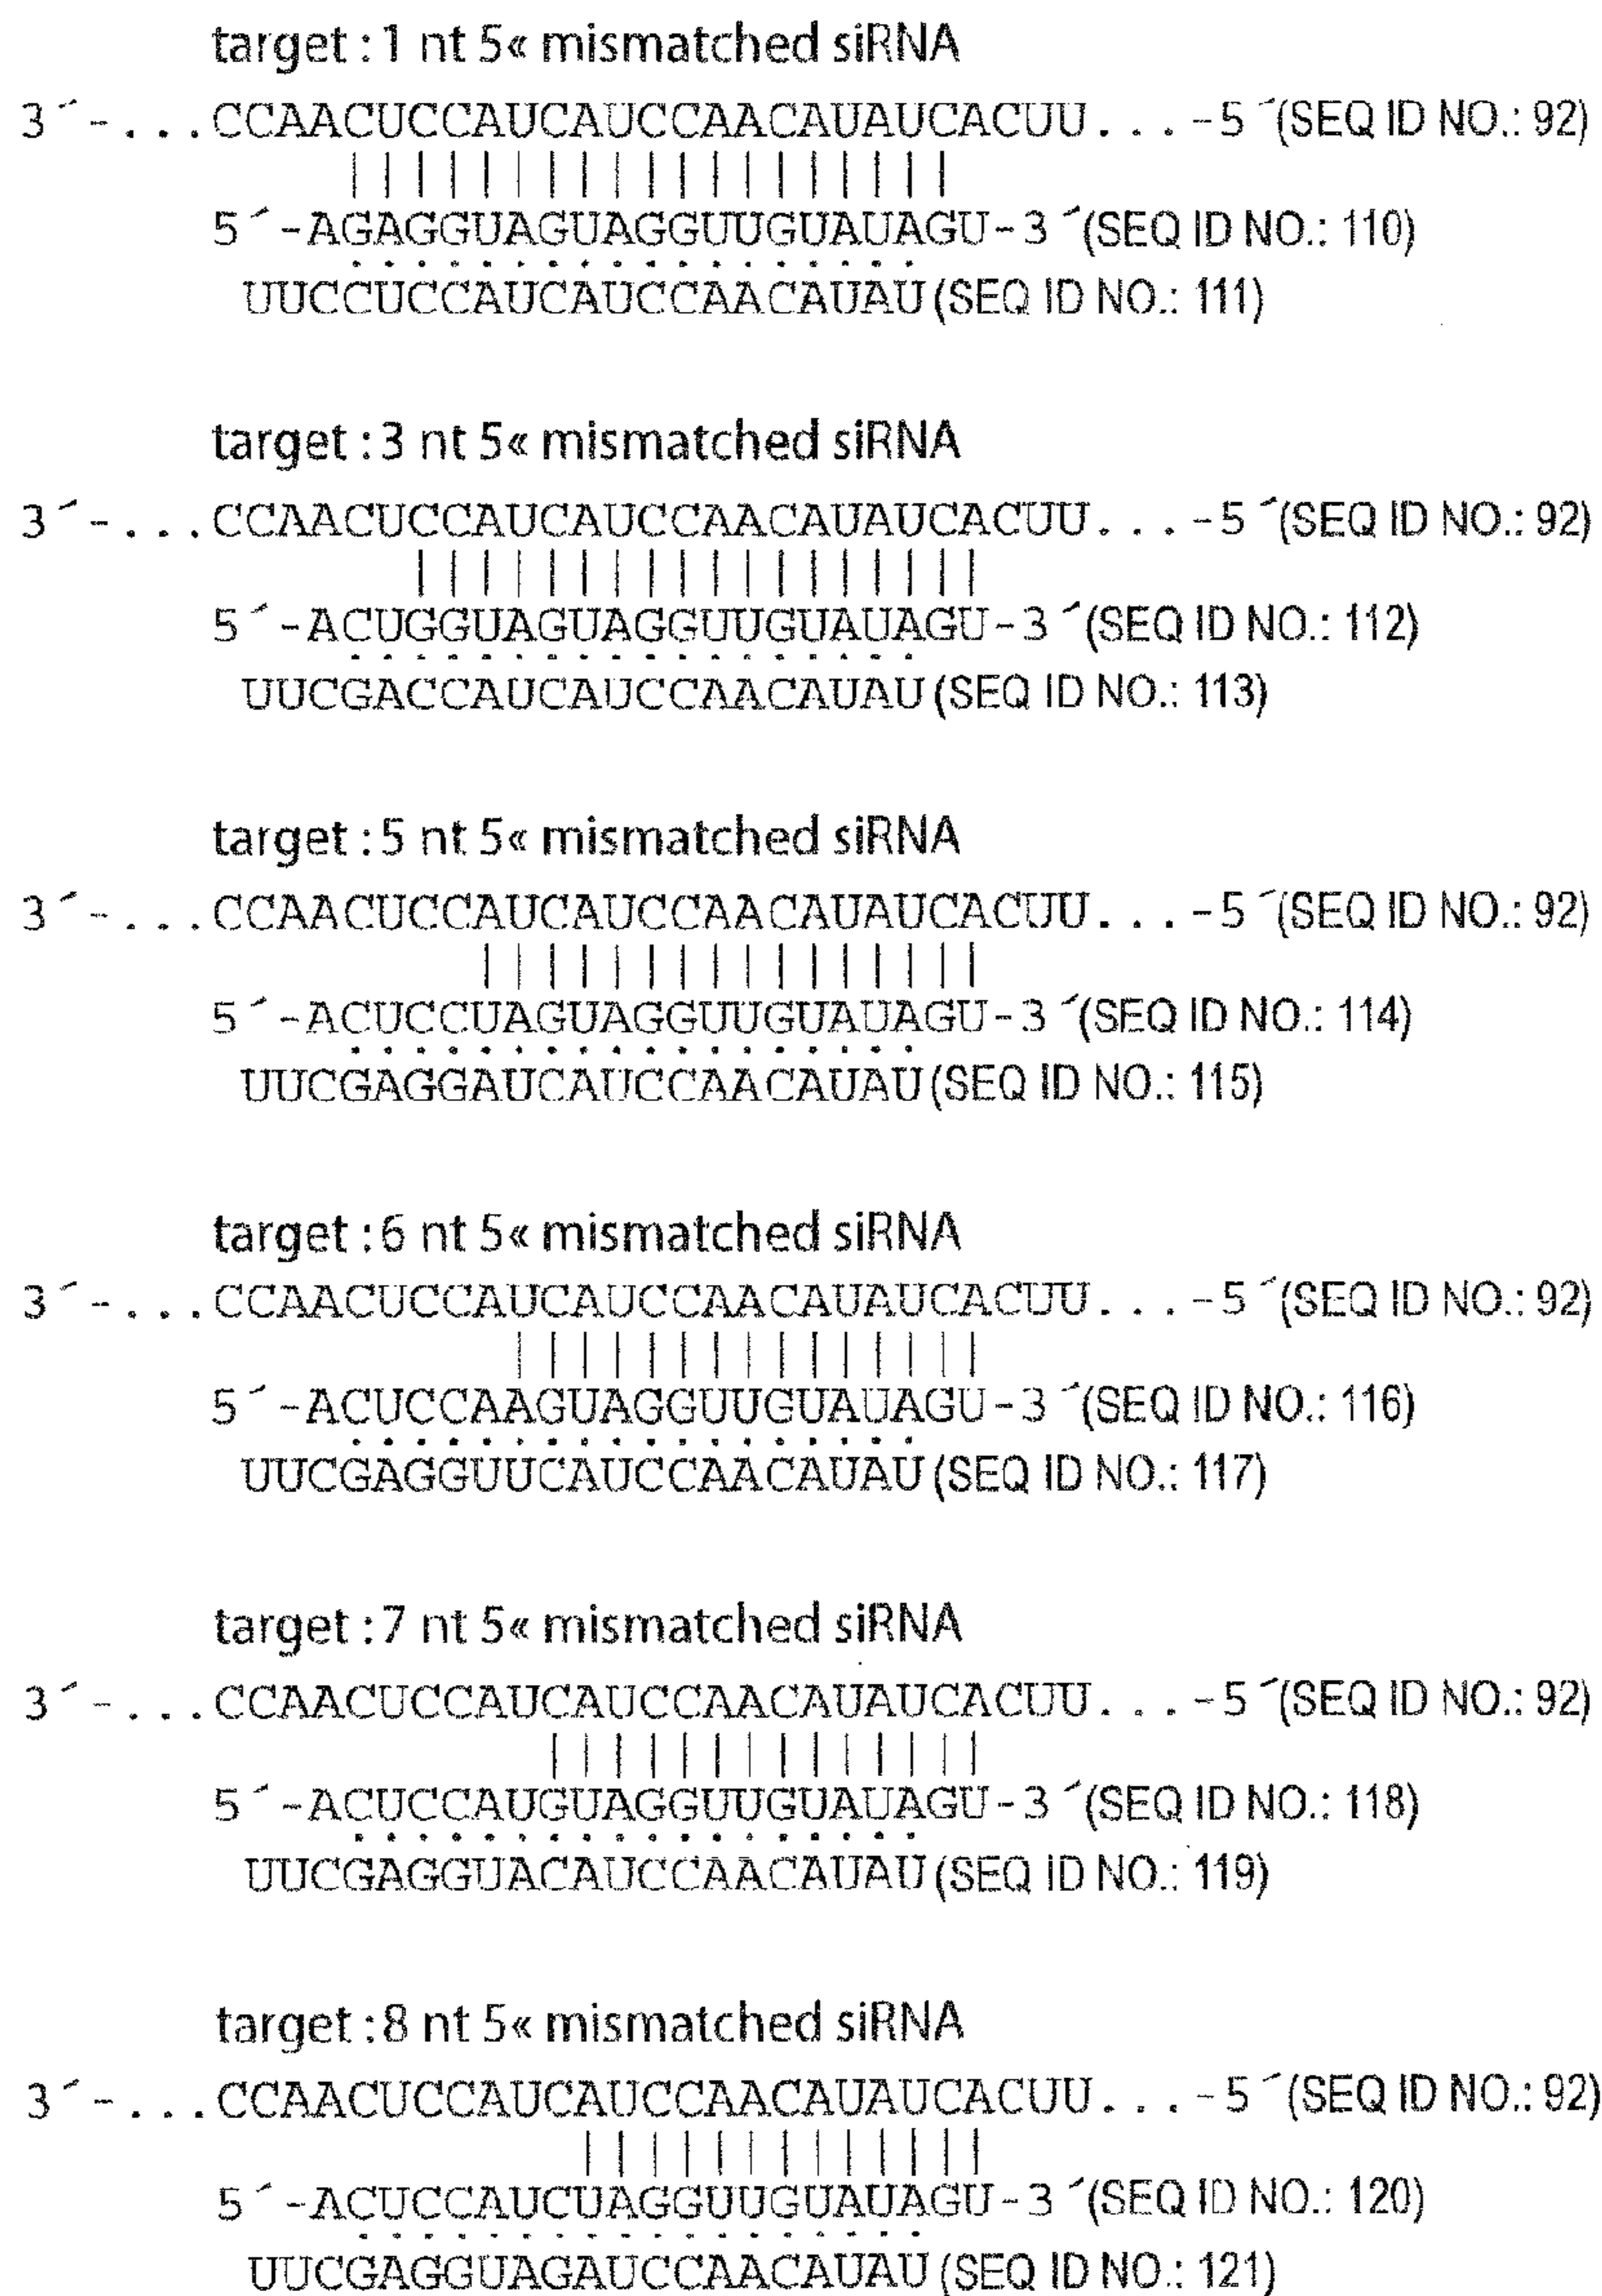 target :1 nt 5« mismatched siRNA
3´-...CCAACUCCAUCAUCCAACAUAUCACUU...-5´(SEQ ID NO.: 92)
5´-AGAGGUAGUAGGUUGUAUAGU-3´(SEQ ID NO.: 110)
UUCCUCCAUCAUCCAACAUAU(SEQ ID NO.: 111)
target :3 nt 5« mismatched siRNA
3´-...CCAACUCCAUCAUCCAACAUAUCACUU...-5´(SEQ ID NO.: 92)
5´-ACUGGUAGUAGGUUGUAUAGU-3´(SEQ ID NO.: 112)
UUCGACCAUCAUCCAACAUAU(SEQ ID NO.: 113)
target :5 nt 5« mismatched siRNA
3´-...CCAACUCCAUCAUCCAACAUAUCACUU...-5´(SEQ ID NO.: 92)
5´-ACUCCUAGUAGGUUGUAUAGU-3´(SEQ ID NO.: 114)
UUCGAGGAUCAUCCAACAUAU(SEQ ID NO.: 115)
target :6 nt 5« mismatched siRNA
3´-...CCAACUCCAUCAUCCAACAUAUCACUU...-5´(SEQ ID NO.: 92)
5´-ACUCCAAGUAGGUUGUAUAGU-3´(SEQ ID NO.: 116)
UUCGAGGUUCAUCCAACAUAU(SEQ ID NO.: 117)
target :7 nt 5« mismatched siRNA
3´-...CCAACUCCAUCAUCCAACAUAUCACUU...-5´(SEQ ID NO.: 92)
5´-ACUCCAUGUAGGUUGUAUAGU-3´(SEQ ID NO.: 118)
UUCGAGGUACAUCCAACAUAU(SEQ ID NO.: 119)
target :8 nt 5« mismatched siRNA
3´-...CCAACUCCAUCAUCCAACAUAUCACUU...-5´(SEQ ID NO.: 92)
5´-ACUCCAUCUAGGUUGUAUAGU-3´(SEQ ID NO.: 120)
UUCGAGGUAGAUCCAACAUAU(SEQ ID NO.: 121)